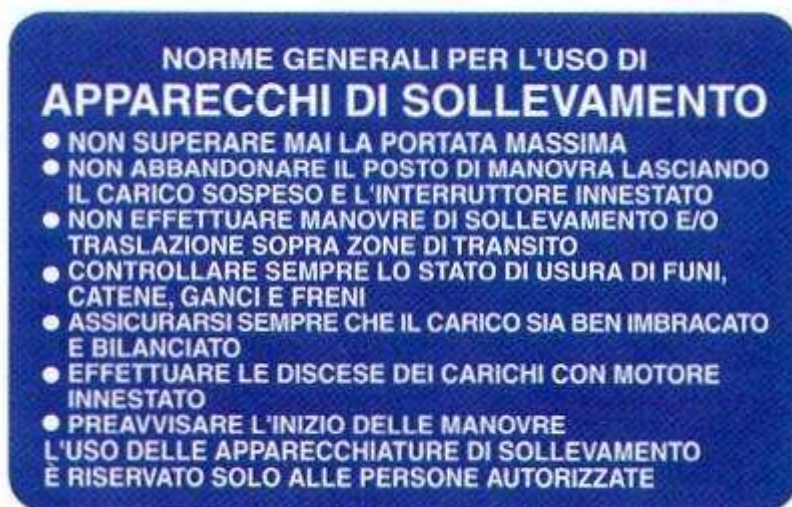 NORME GENERALI PER L'USO DI
APPARECCHI DI SOLLEVAMENTO
● NON SUPERARE MAI LA PORTATA MASSIMA
● NON ABBANDONARE IL POSTO DI MANOVRA LASCIANDO
IL CARICO SOSPESO E L'INTERRUTTORE INNESTATO
● NON EFFETTUARE MANOVRE DI SOLLEVAMENTO E/O
TRASLAZIONE SOPRA ZONE DI TRANSITO
● CONTROLLARE SEMPRE LO STATO DI USURA DI FUNI,
CATENE, GANCI E FRENI
● ASSICURARSI SEMPRE CHE IL CARICO SIA BEN IMBRACATO
E BILANCIATO
● EFFETTUARE LE DISCESE DEI CARICHI CON MOTORE
INNESTATO
● PREAVVISARE L'INIZIO DELLE MANOVRE
L'USO DELLE APPARECCHIATURE DI SOLLEVAMENTO
È RISERVATO SOLO ALLE PERSONE AUTORIZZATE